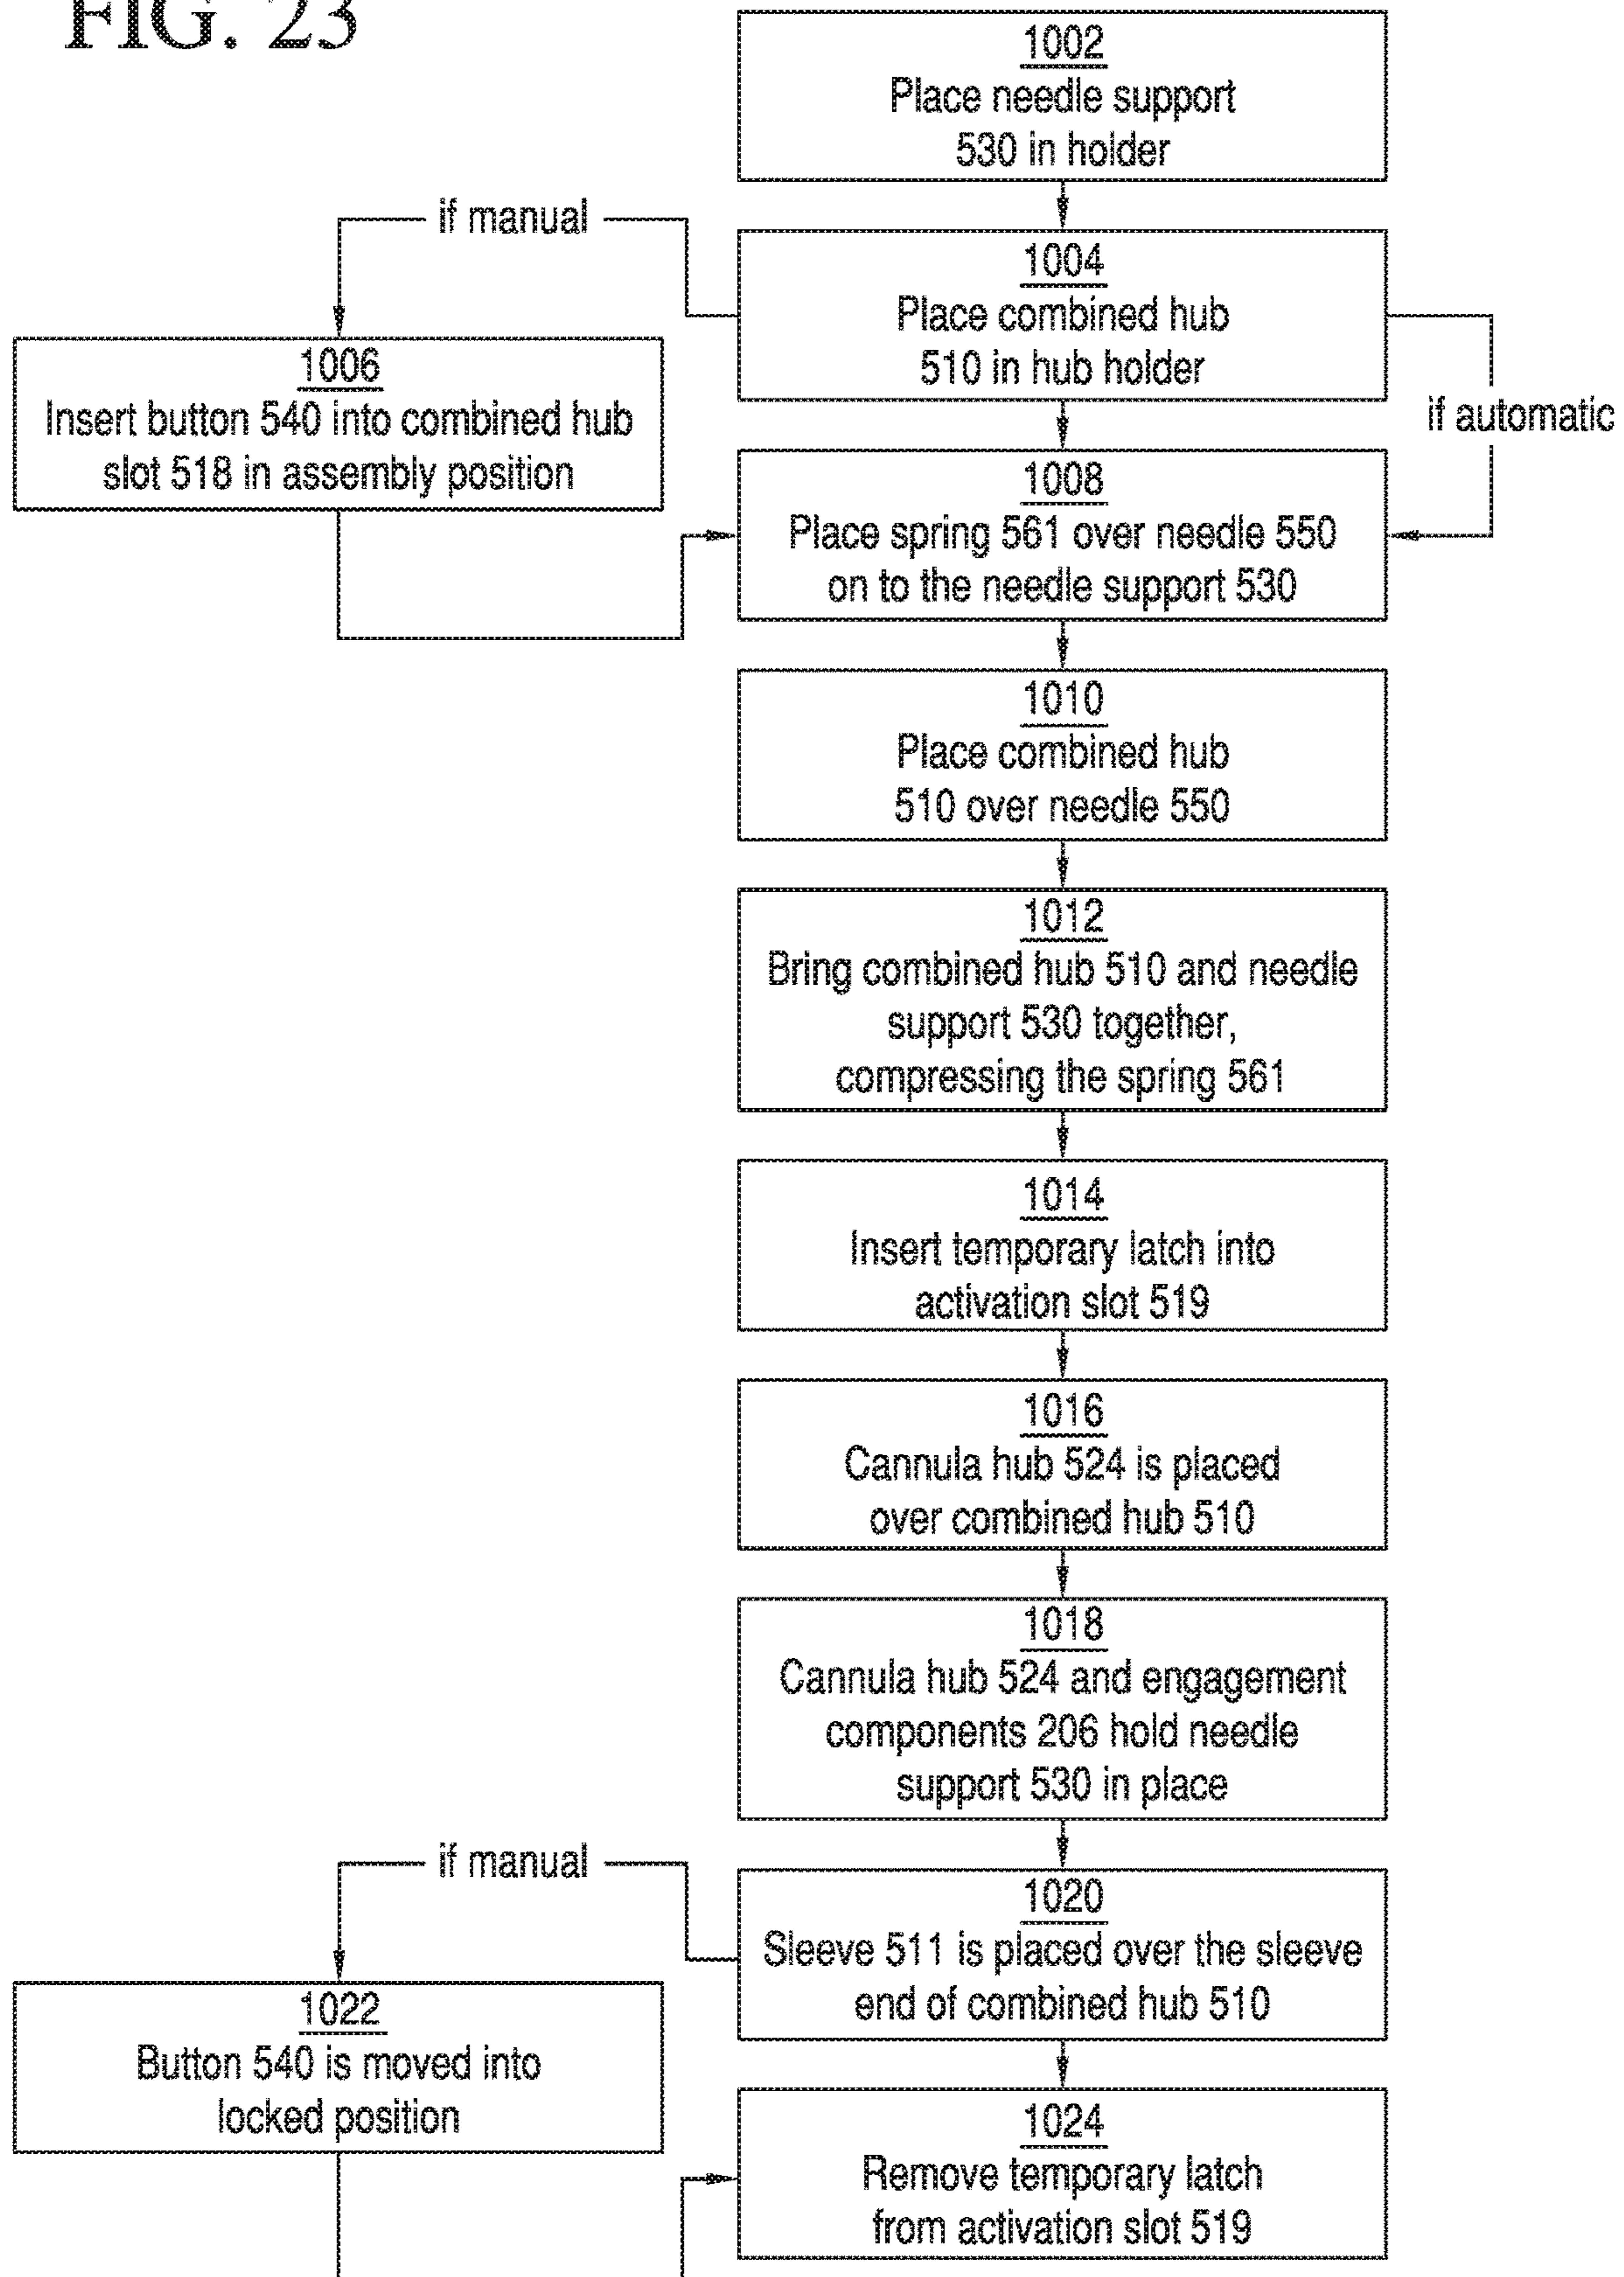 FIG. 23
1002
Place needle support
530 in holder
if manual
1004
Place combined hub
510 in hub holder
if automatic
1006
Insert button 540 into combined hub
slot 518 in assembly position
1008
Place spring 561 over needle 550
on to the needle support 530
1010
Place combined hub
510 over needle 550
1012
Bring combined hub 510 and needle
support 530 together,
compressing the spring 561
1014
Insert temporary latch into
activation slot 519
1016
Cannula hub 524 is placed
over combined hub 510
1018
Cannula hub 524 and engagement
components 206 hold needle
support 530 in place
if manual
1020
Sleeve 511 is placed over the sleeve
end of combined hub 510
1022
Button 540 is moved into
locked position
1024
Remove temporary latch
from activation slot 519